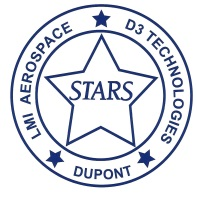 LMI AEROSPACE
D3 TECHNOLOGIES
STARS
DUPONT